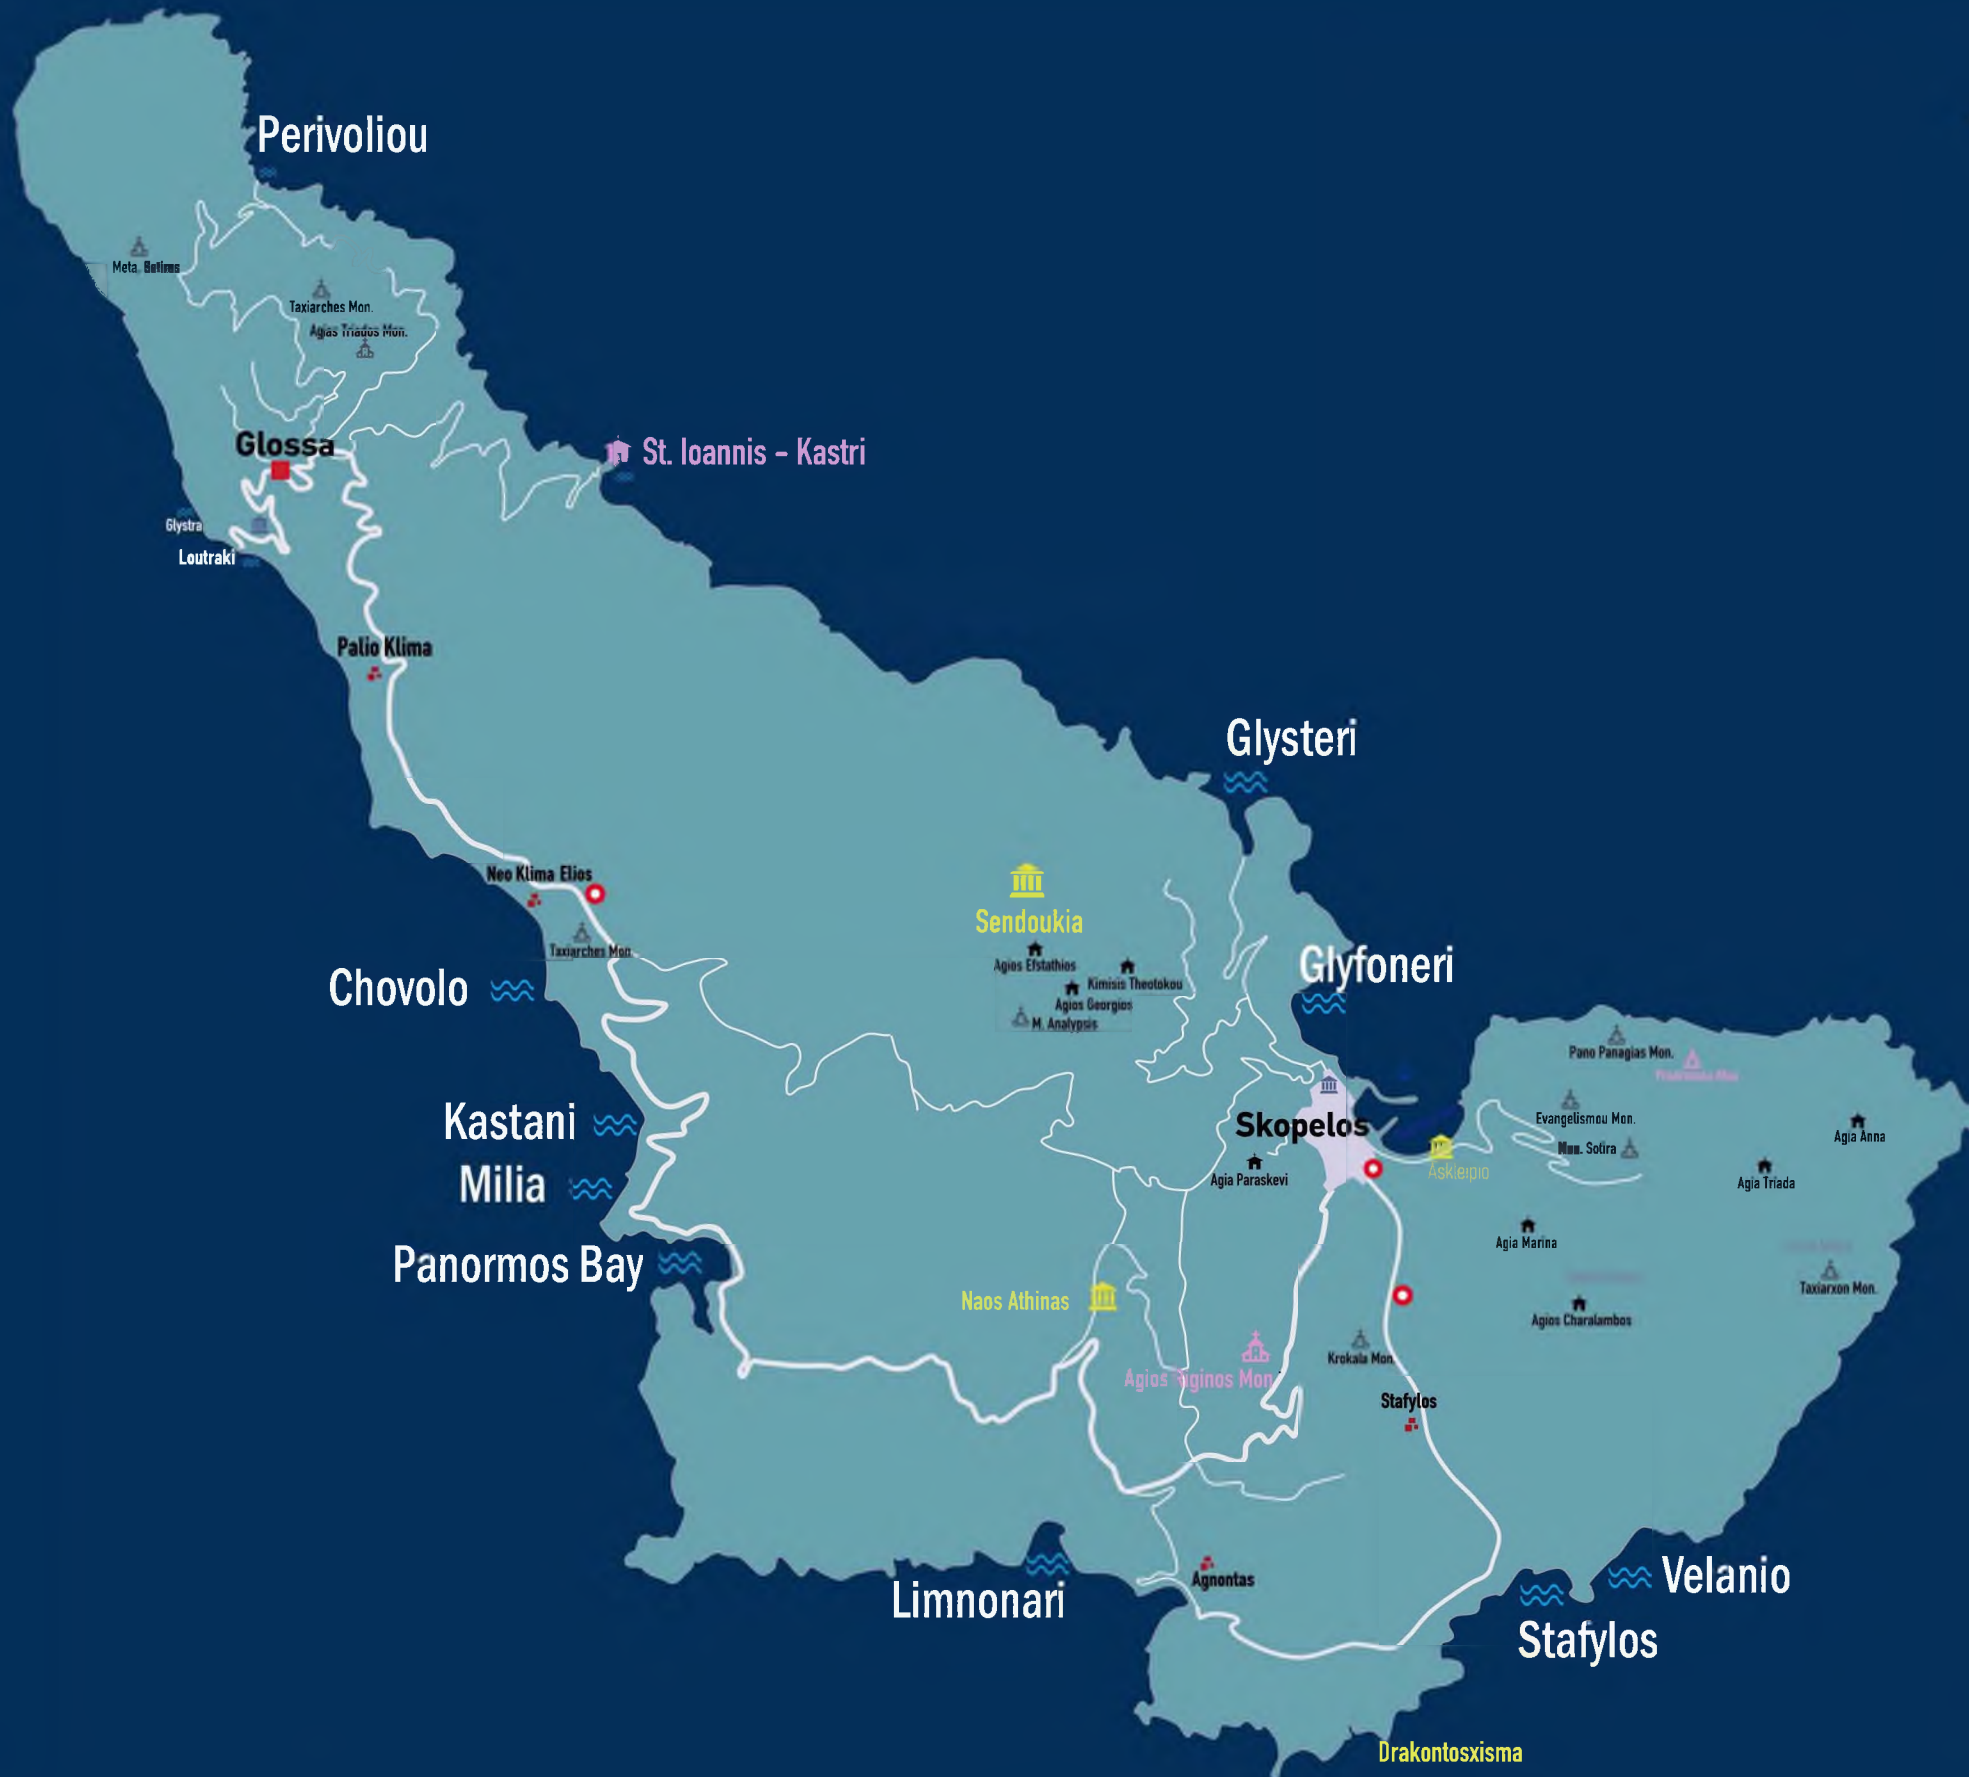 Perivoliou
Meta.
Taxiarches Mon.
Agias Triados Mon.
Glossa
St. Ioannis - Kastri
Glystra
Loutraki
Palio Klima
Glysteri
Neo Klima Elios
Sendoukia
Taxiarches Mon.
Agios Efstathios
Kimisis Theotokou
Agios Georgios
M. Analypsis
Chovolo
Glyfoneri
Pano Panagias Mon.
Kastani
Skopelos
Evangelismou Mon.
Agia Anna
Sotira
Milia
Agia Paraskevi
Askleipio
Agia Triada
Agia Marina
Panormos Bay
Naos Athinas
Taxiarxon Mon.
Agios Charalambos
Krokala Mon.
Agios Riginos Mon.
Stafylos
Agnontas
Limnonari
Velanio
Stafylos
Drakontosxisma